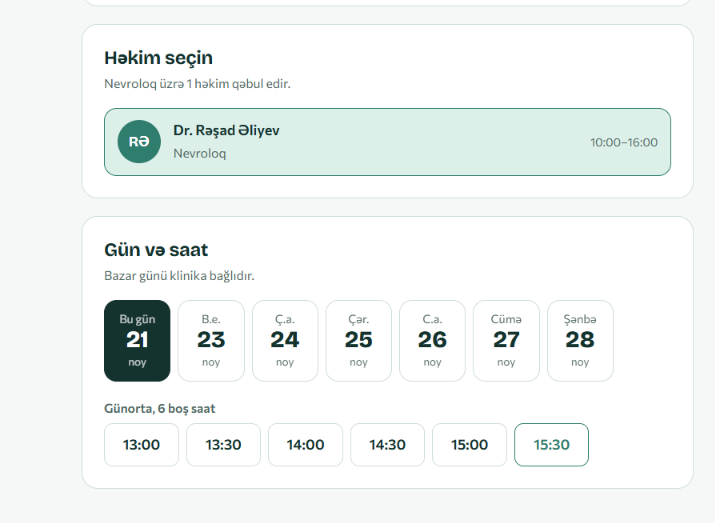 Həkim seçin
Nevroloq üzrə 1 həkim qəbul edir.
RƏ
Dr. Rəşad Əliyev
Nevroloq
10:00–16:00
Gün və saat
Bazar günü klinika bağlıdır.
Bu gün
21
noy
B.e.
23
noy
Ç.a.
24
noy
Çər.
25
noy
C.a.
26
noy
Cümə
27
noy
Şənbə
28
noy
Günorta, 6 boş saat
13:00
13:30
14:00
14:30
15:00
15:30